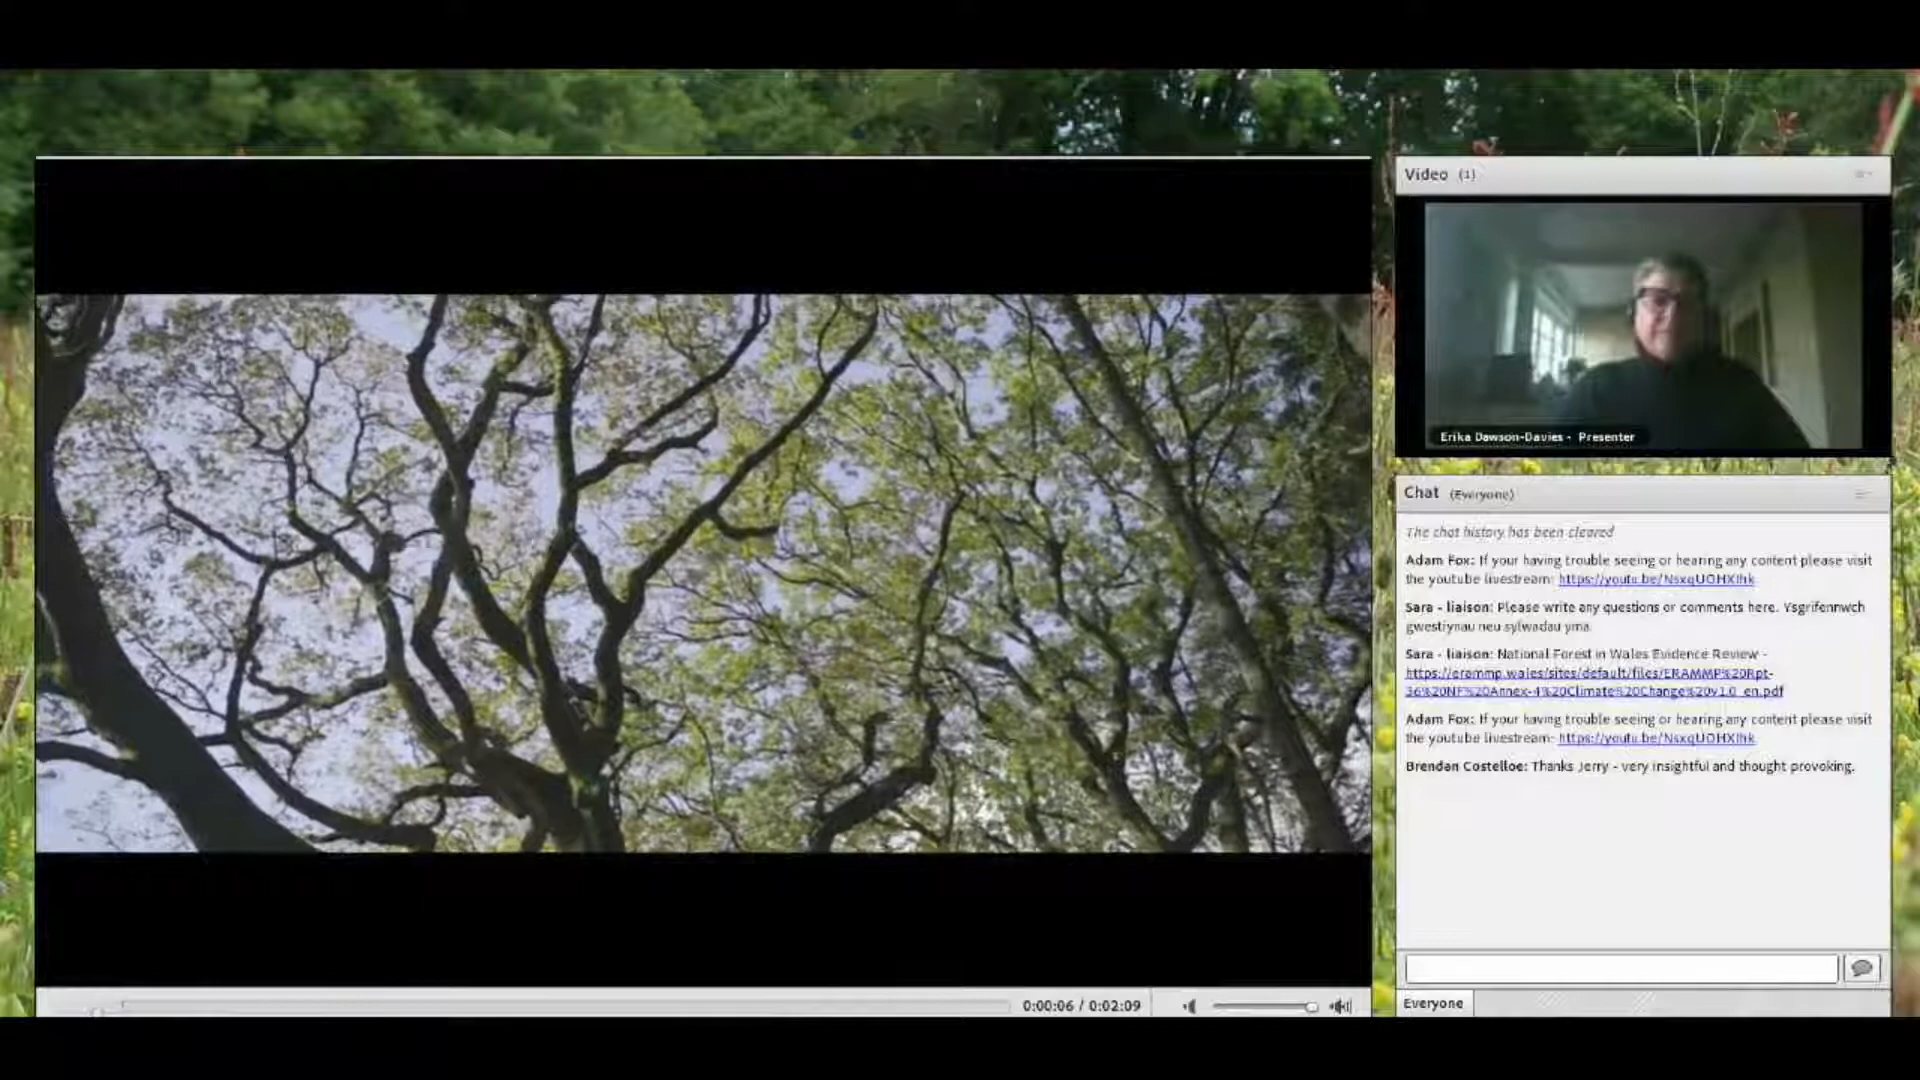 Video (1)
Erika Dawson-Davies - Presenter
Chat (Everyone)
The chat history has been cleared
Adam Fox: If your having trouble seeing or hearing any content please visit
the youtube livestream: https://youtu.be/NsxqUOHXIhk
Sara - liaison: Please write any questions or comments here. Ysgrifennwch
gwestiynau neu sylwadau yma.
Sara - liaison: National Forest in Wales Evidence Review -
https://erammp.wales/sites/default/files/ERAMMP%20Rpt-
36%20NF%20Annex-4%20Climate%20Change%20v1.0_en.pdf
Adam Fox: If your having trouble seeing or hearing any content please visit
the youtube livestream: https://youtu.be/NsxqUOHXIhk
Brendan Costelloe: Thanks Jerry - very insightful and thought provoking.
0:00:06 / 0:02:09
Everyone